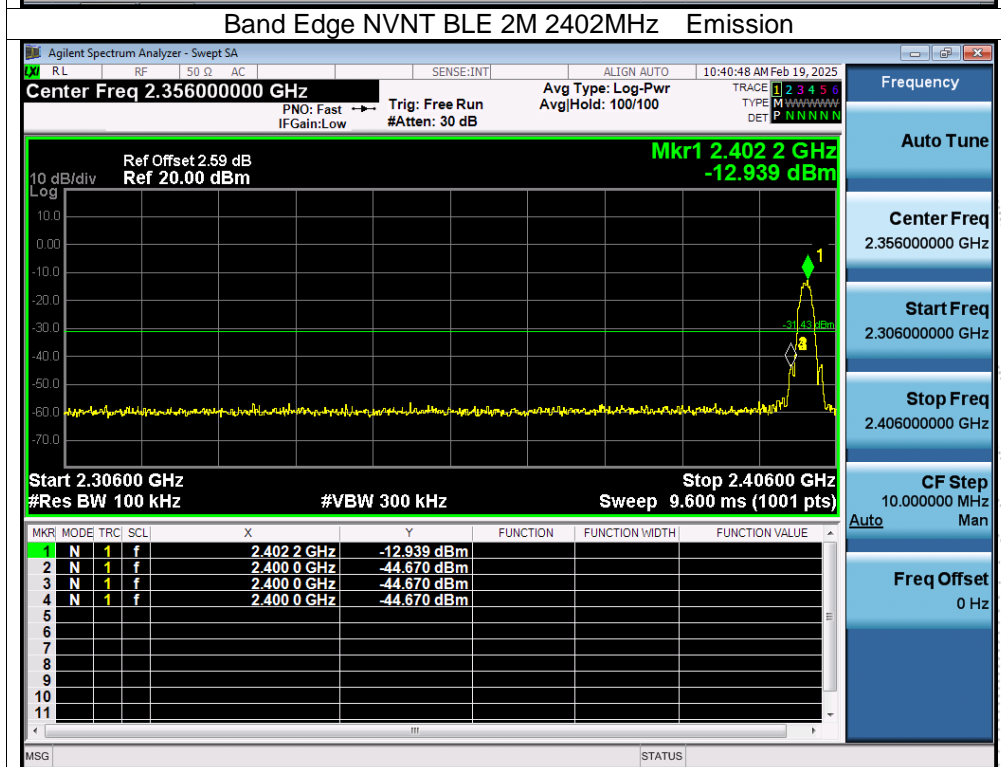 Band Edge NVNT BLE 2M 2402MHz Emission
Agilent Spectrum Analyzer - Swept SA
LXI RL RF 50 Ω AC SENSE:INT ALIGN AUTO 10:40:48 AM Feb 19, 2025
Center Freq 2.356000000 GHz
PNO: Fast
IFGain:Low
Trig: Free Run
#Atten: 30 dB
Avg Type: Log-Pwr
Avg|Hold: 100/100
TRACE 1 2 3 4 5 6
TYPE M WWWWW
DET P N N N N N
Mkr1 2.402 2 GHz
-12.939 dBm
Ref Offset 2.59 dB
10 dB/div Ref 20.00 dBm
Log
10.0
0.00
-10.0
-20.0
-30.0
-40.0
-50.0
-60.0
-70.0
1
-31.43 dBm
Start 2.30600 GHz Stop 2.40600 GHz
#Res BW 100 kHz #VBW 300 kHz Sweep 9.600 ms (1001 pts)
MKR MODE TRC SCL X Y FUNCTION FUNCTION WIDTH FUNCTION VALUE
1 N 1 f 2.402 2 GHz -12.939 dBm
2 N 1 f 2.400 0 GHz -44.670 dBm
3 N 1 f 2.400 0 GHz -44.670 dBm
4 N 1 f 2.400 0 GHz -44.670 dBm
5
6
7
8
9
10
11
MSG STATUS
Frequency
Auto Tune
Center Freq
2.356000000 GHz
Start Freq
2.306000000 GHz
Stop Freq
2.406000000 GHz
CF Step
10.000000 MHz
Auto Man
Freq Offset
0 Hz